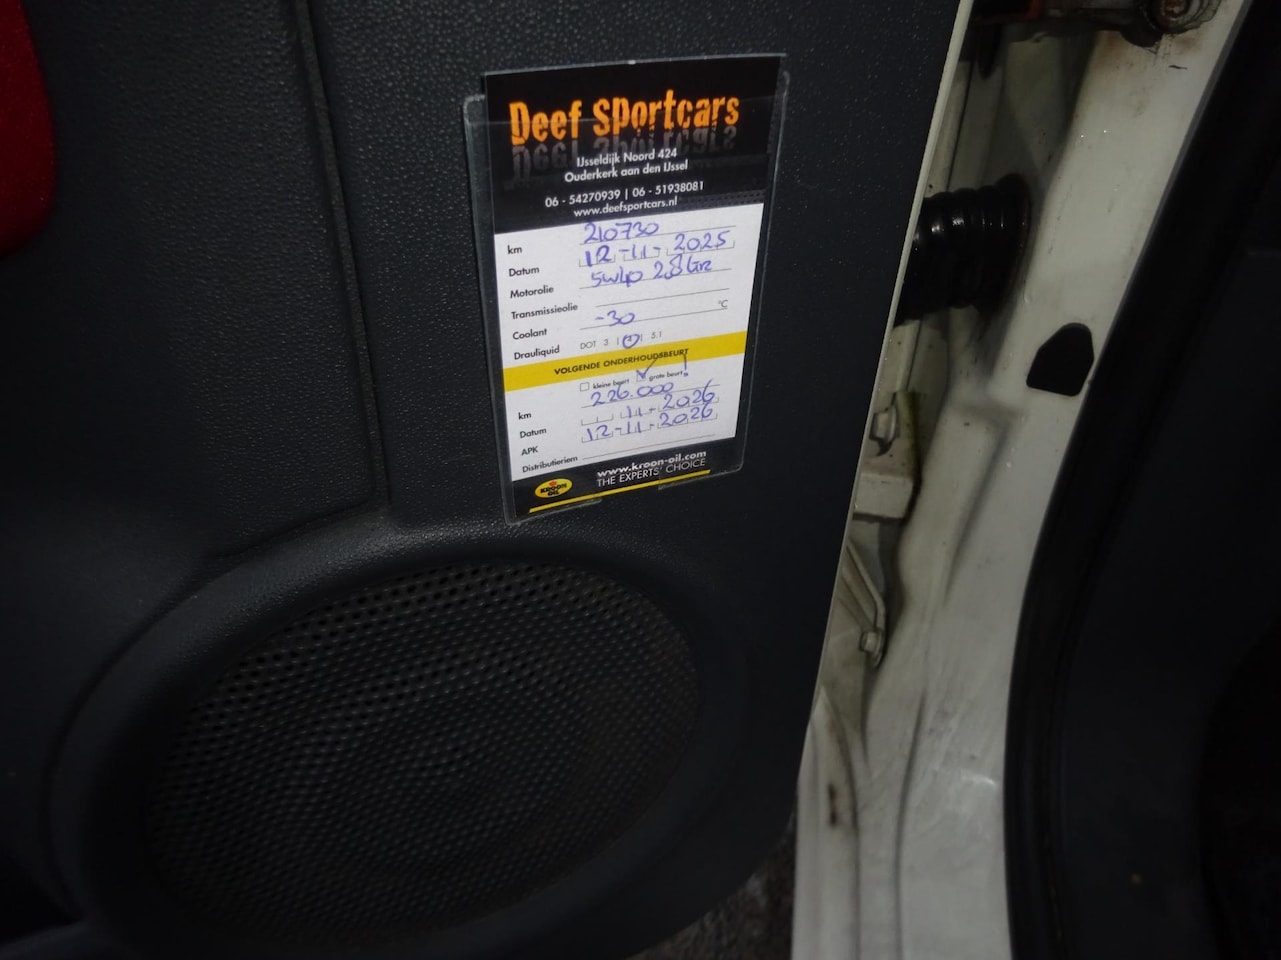 Deef Sportcars
IJsseldijk Noord 424
Ouderkerk aan den IJssel
06 - 54270939 | 06 - 51938081
www.deefsportcars.nl
km 210730
Datum 12-11-2025
Motorolie 5w40 2,8 ltr
Transmissieolie
Coolant -30 °C
Drauliquid DOT 3 | 4 | 5.1
VOLGENDE ONDERHOUDSBEURT
kleine beurt grote beurt!
km 226.000
Datum 11-2026
APK 12-11-2026
Distributieriem
KROON OIL
www.kroon-oil.com
THE EXPERTS' CHOICE